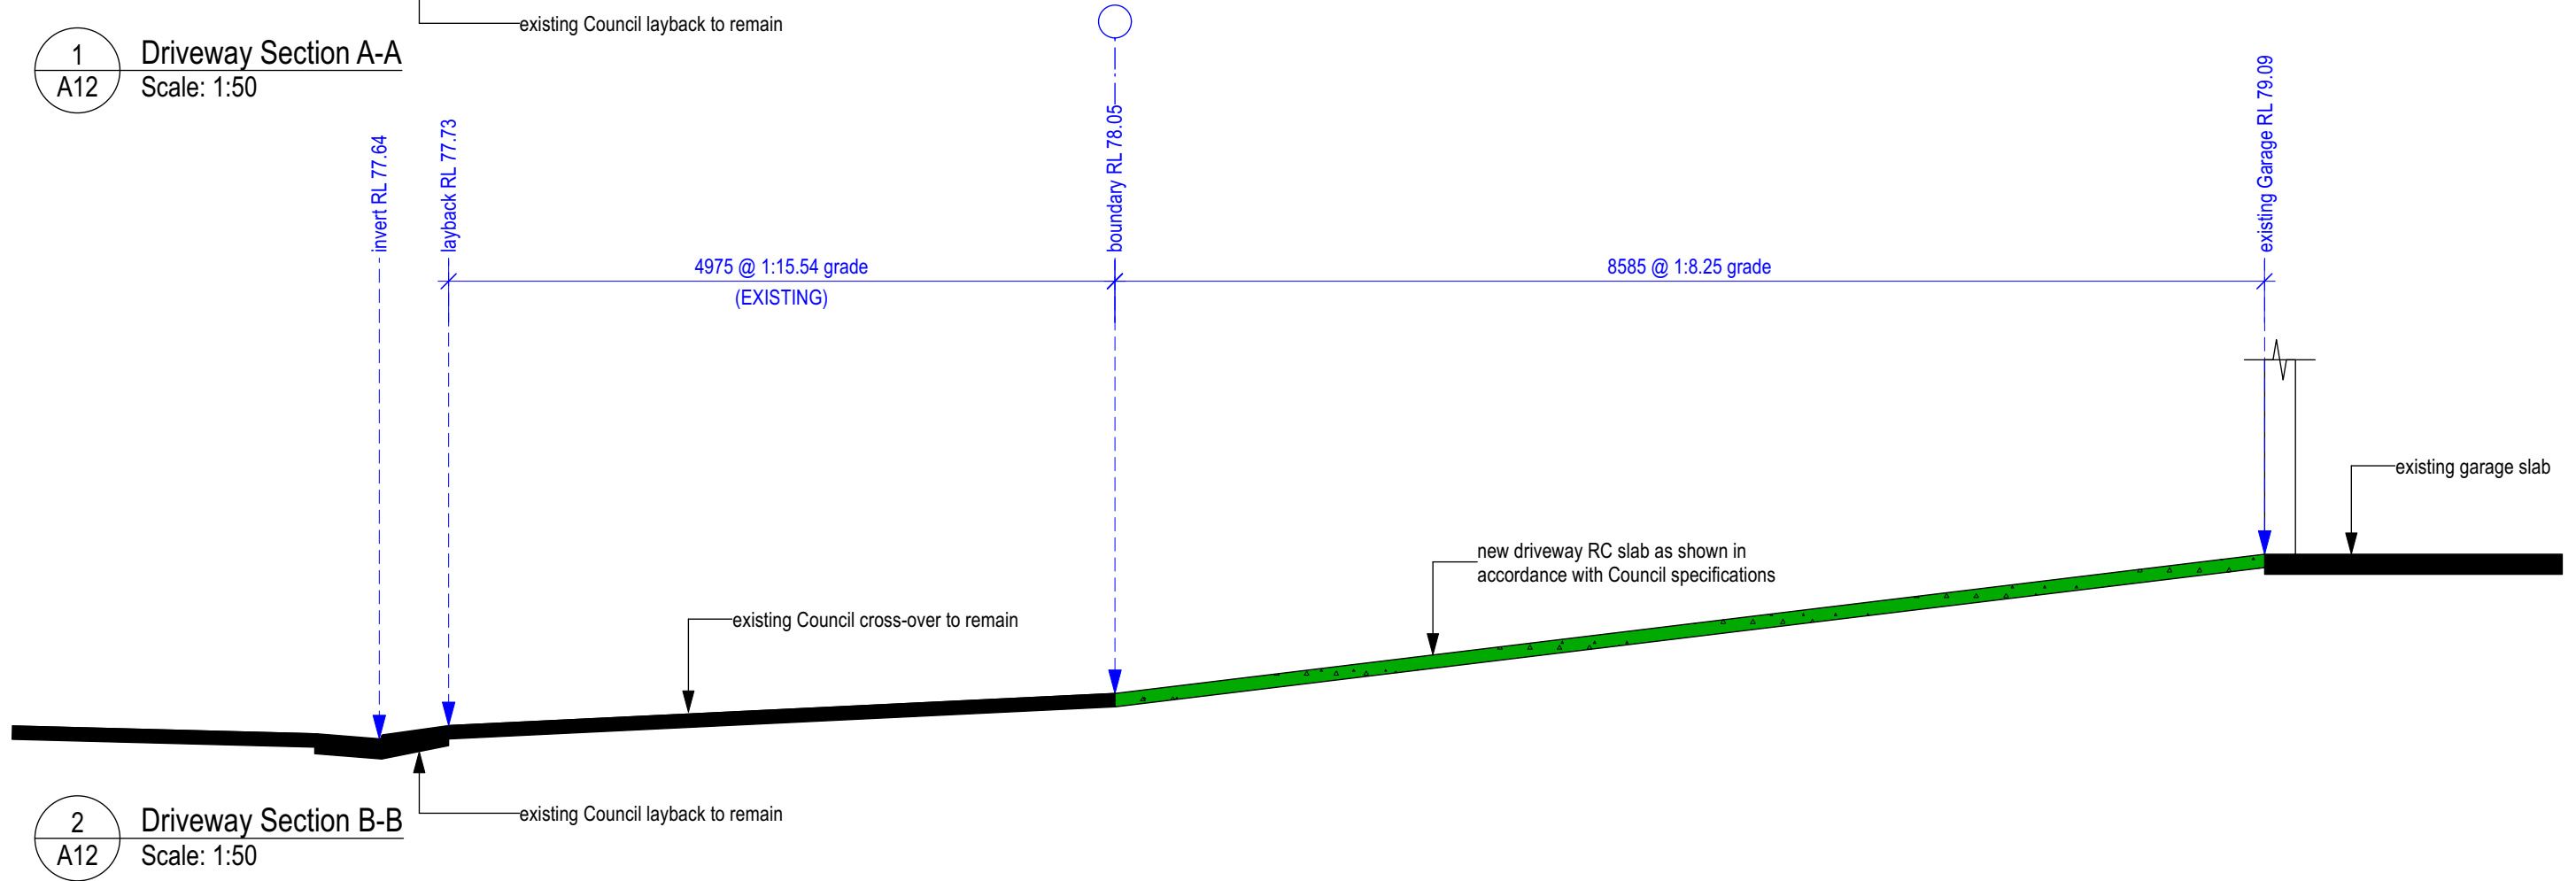 existing Council layback to remain
1
A12
Driveway Section A-A
Scale: 1:50
invert RL 77.64
layback RL 77.73
boundary RL 78.05
existing Garage RL 79.09
4975 @ 1:15.54 grade
(EXISTING)
8585 @ 1:8.25 grade
existing garage slab
new driveway RC slab as shown in
accordance with Council specifications
existing Council cross-over to remain
existing Council layback to remain
2
A12
Driveway Section B-B
Scale: 1:50